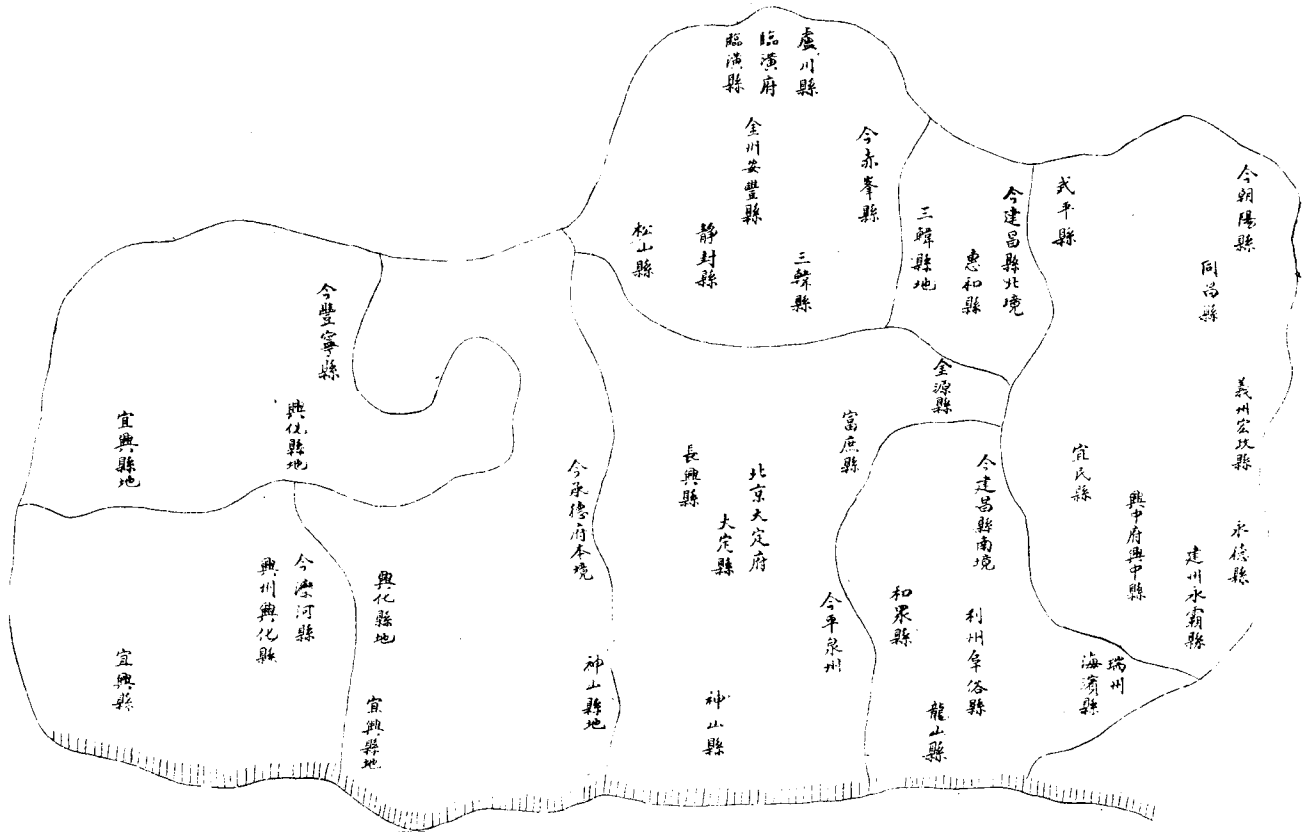 盧川縣
臨潢府
臨潢縣
今赤峯縣
全州安豐縣
三韓縣
靜封縣
松山縣
今朝陽縣
同昌縣
武平縣
義州宏政縣
永德縣
建州永霸縣
興中府興中縣
宜民縣
今建昌縣北境
惠和縣
三韓縣地
金源縣
今建昌縣南境
利州阜俗縣
龍山縣
和眾縣
瑞州
海濱縣
富庶縣
北京大定府
大定縣
長興縣
今平泉州
神山縣
今承德府本境
神山縣地
興化縣地
宜興縣地
今豐寧縣
興化縣地
宜興縣地
今灤河縣
興州興化縣
宜興縣